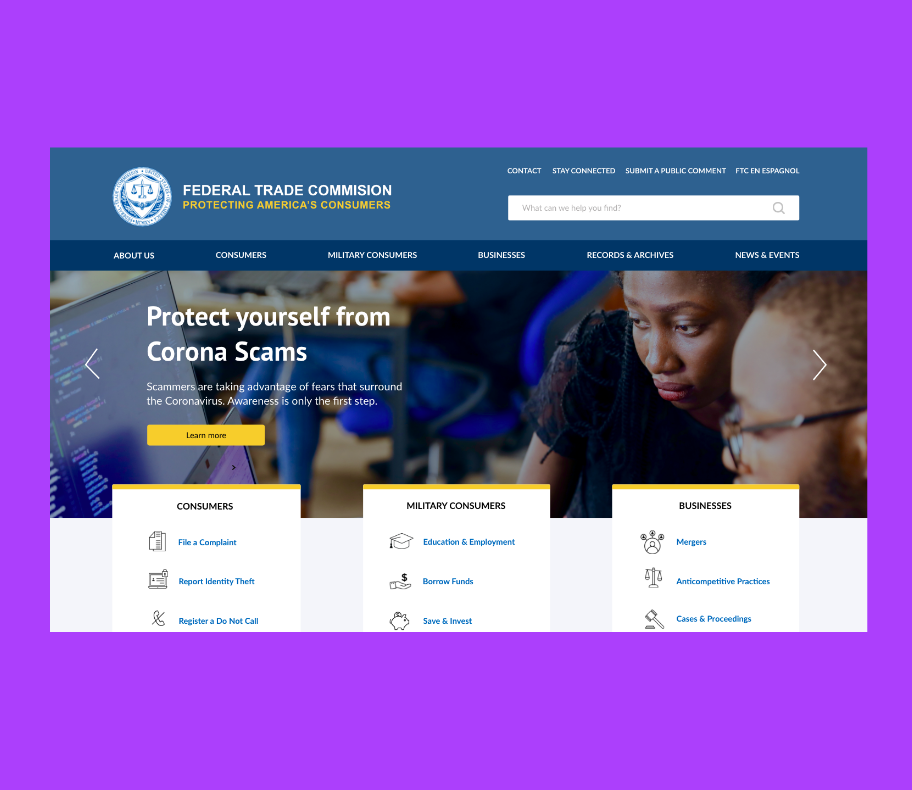 FEDERAL TRADE COMMISION
PROTECTING AMERICA'S CONSUMERS
CONTACT STAY CONNECTED SUBMIT A PUBLIC COMMENT FTC EN ESPAGNOL
What can we help you find?
ABOUT US CONSUMERS MILITARY CONSUMERS BUSINESSES RECORDS & ARCHIVES NEWS & EVENTS
Protect yourself from
Corona Scams
Scammers are taking advantage of fears that surround
the Coronavirus. Awareness is only the first step.
Learn more
CONSUMERS
File a Complaint
Report Identity Theft
Register a Do Not Call
MILITARY CONSUMERS
Education & Employment
Borrow Funds
Save & Invest
BUSINESSES
Mergers
Anticompetitive Practices
Cases & Proceedings